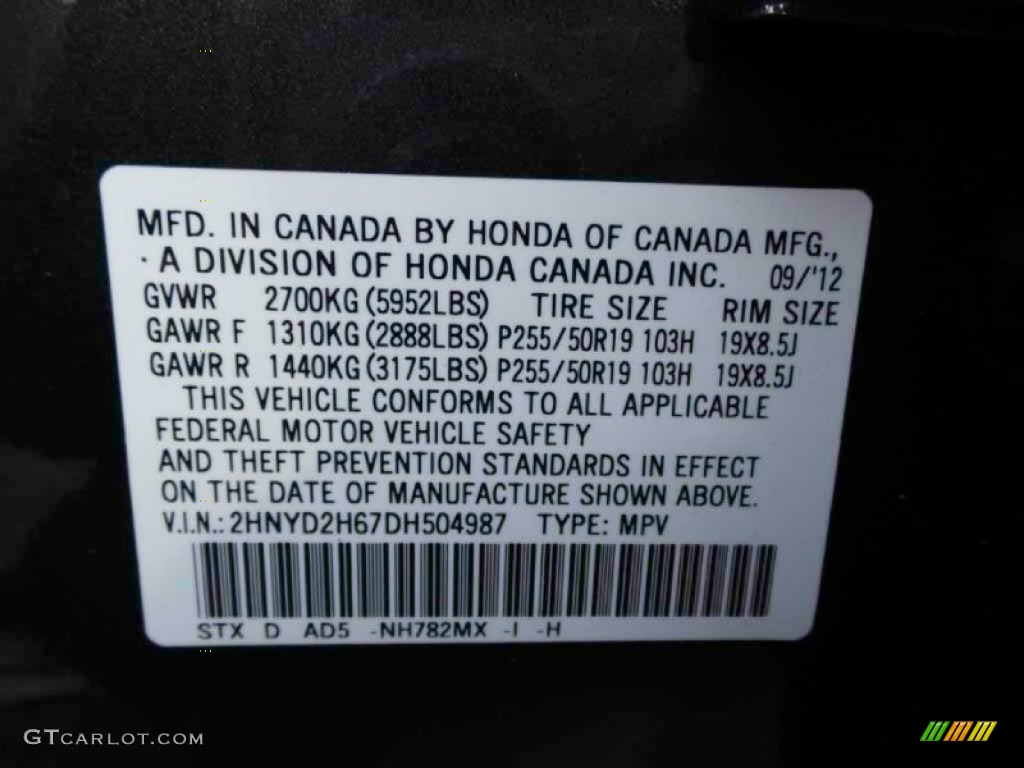 MFD. IN CANADA BY HONDA OF CANADA MFG.,
· A DIVISION OF HONDA CANADA INC. 09/'12
GVWR 2700KG (5952LBS) TIRE SIZE RIM SIZE
GAWR F 1310KG (2888LBS) P255/50R19 103H 19X8.5J
GAWR R 1440KG (3175LBS) P255/50R19 103H 19X8.5J
THIS VEHICLE CONFORMS TO ALL APPLICABLE
FEDERAL MOTOR VEHICLE SAFETY
AND THEFT PREVENTION STANDARDS IN EFFECT
ON THE DATE OF MANUFACTURE SHOWN ABOVE.
V.I.N.: 2HNYD2H67DH504987 TYPE: MPV
STX D AD5 -NH782MX -I -H
GTCARLOT.COM